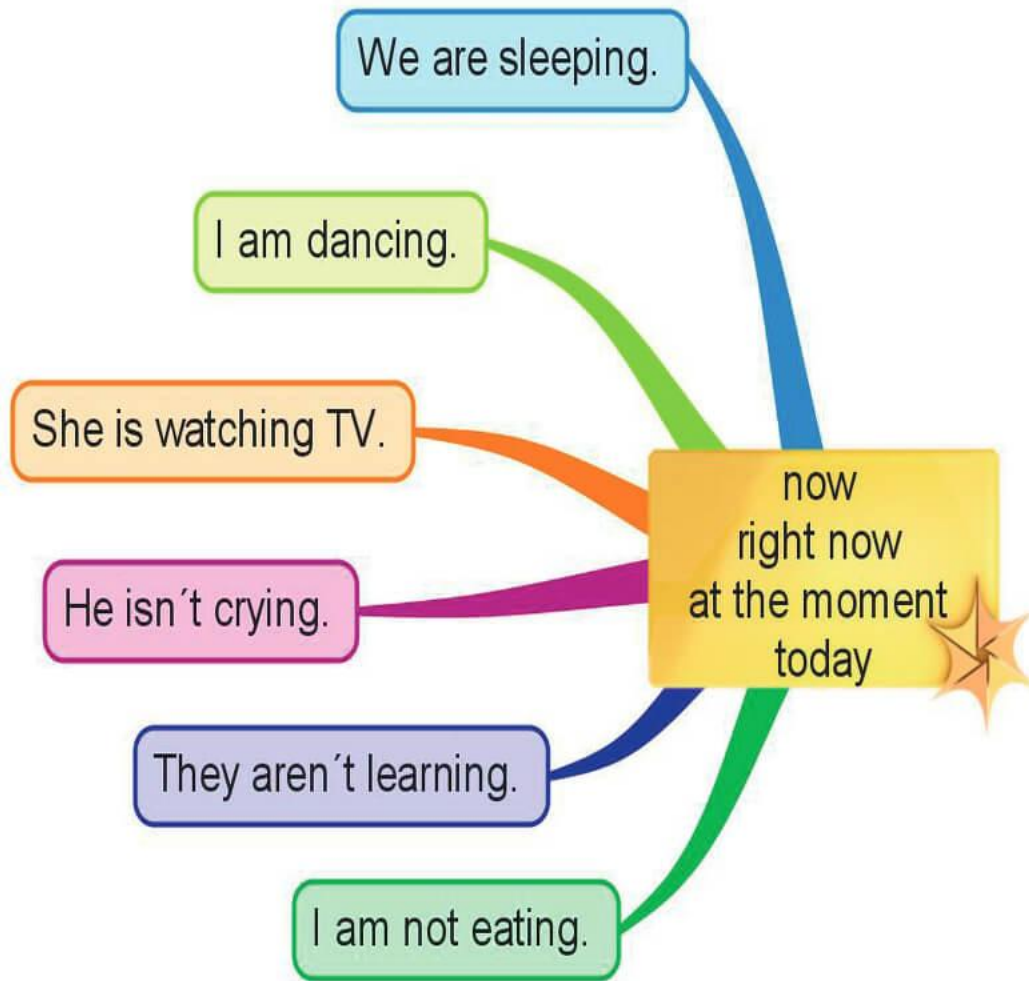 We are sleeping.
I am dancing.
She is watching TV.
He isn´t crying.
They aren´t learning.
I am not eating.
now
right now
at the moment
today